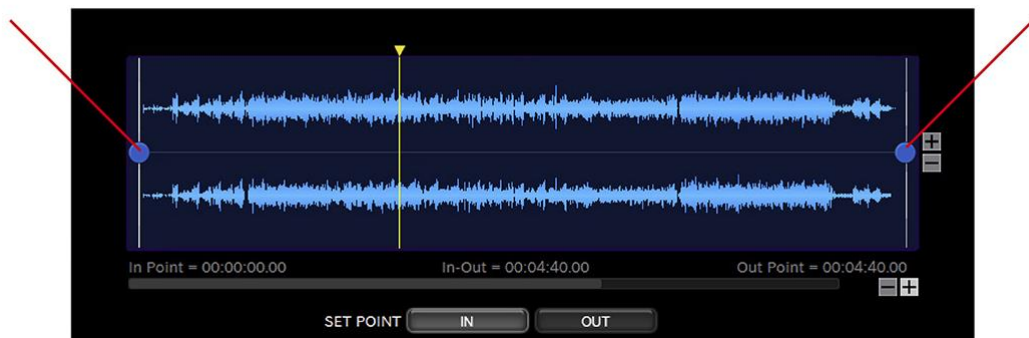 In Point = 00:00:00.00 In-Out = 00:04:40.00 Out Point = 00:04:40.00
SET POINT IN OUT